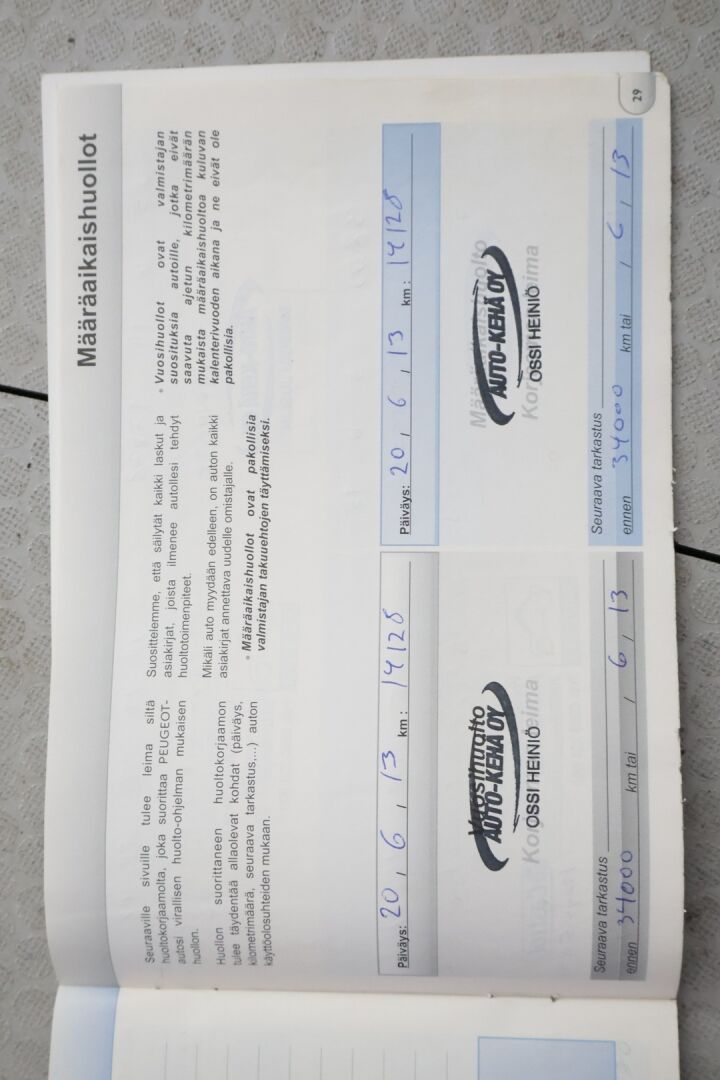 Määräaikaishuollot
Seuraaville sivuille tulee leima siltä
huoltokorjaamolta, joka suorittaa PEUGEOT-
autosi virallisen huolto-ohjelman mukaisen
huollon.
Huollon suorittaneen huoltokorjaamon
tulee täydentää allaolevat kohdat (päiväys,
kilometrimäärä, seuraava tarkastus,...) auton
käyttöolosuhteiden mukaan.
Suosittelemme, että säilytät kaikki laskut ja
asiakirjat, joista ilmenee autollesi tehdyt
huoltotoimenpiteet.
Mikäli auto myydään edelleen, on auton kaikki
asiakirjat annettava uudelle omistajalle.
* Määräaikaishuollot ovat pakollisia
valmistajan takuuehtojen täyttämiseksi.
* Vuosihuollot ovat valmistajan
suosituksia autoille, jotka eivät
saavuta ajetun kilometrimäärän
mukaista määräaikaishuoltoa kuluvan
kalenterivuoden aikana ja ne eivät ole
pakollisia.
Päiväys: 20, 6, 13 km: 14128
Vuosihuolto
AUTO-KEHÄ OY
OSSI HEINIÖ
Seuraava tarkastus
ennen 34000 km tai , 6, 13
Päiväys: 20, 6, 13 km: 14128
Määräaikaishuolto
AUTO-KEHÄ OY
OSSI HEINIÖ
Seuraava tarkastus
ennen 34000 km tai , 6, 13
29